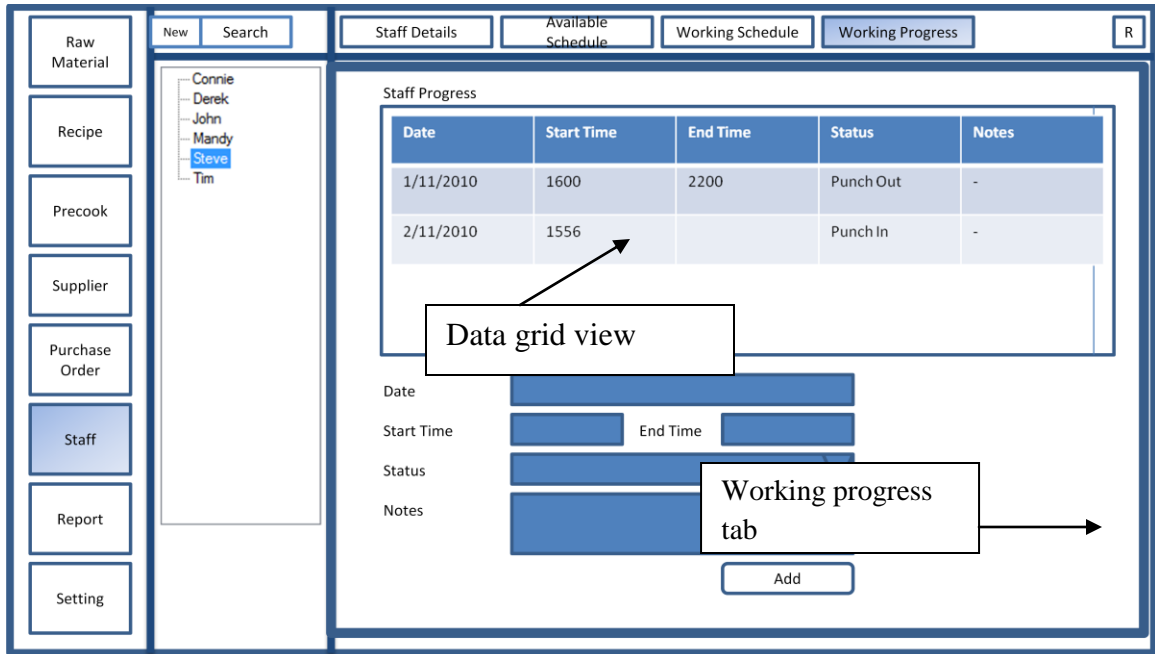 Raw
Material
Recipe
Precook
Supplier
Purchase
Order
Staff
Report
Setting
New Search
Connie
Derek
John
Mandy
Steve
Tim
Staff Details
Available
Schedule
Working Schedule
Working Progress
R
Staff Progress
Date Start Time End Time Status Notes
1/11/2010 1600 2200 Punch Out -
2/11/2010 1556 Punch In -
Data grid view
Date
Start Time End Time
Status
Notes
Working progress
tab
Add